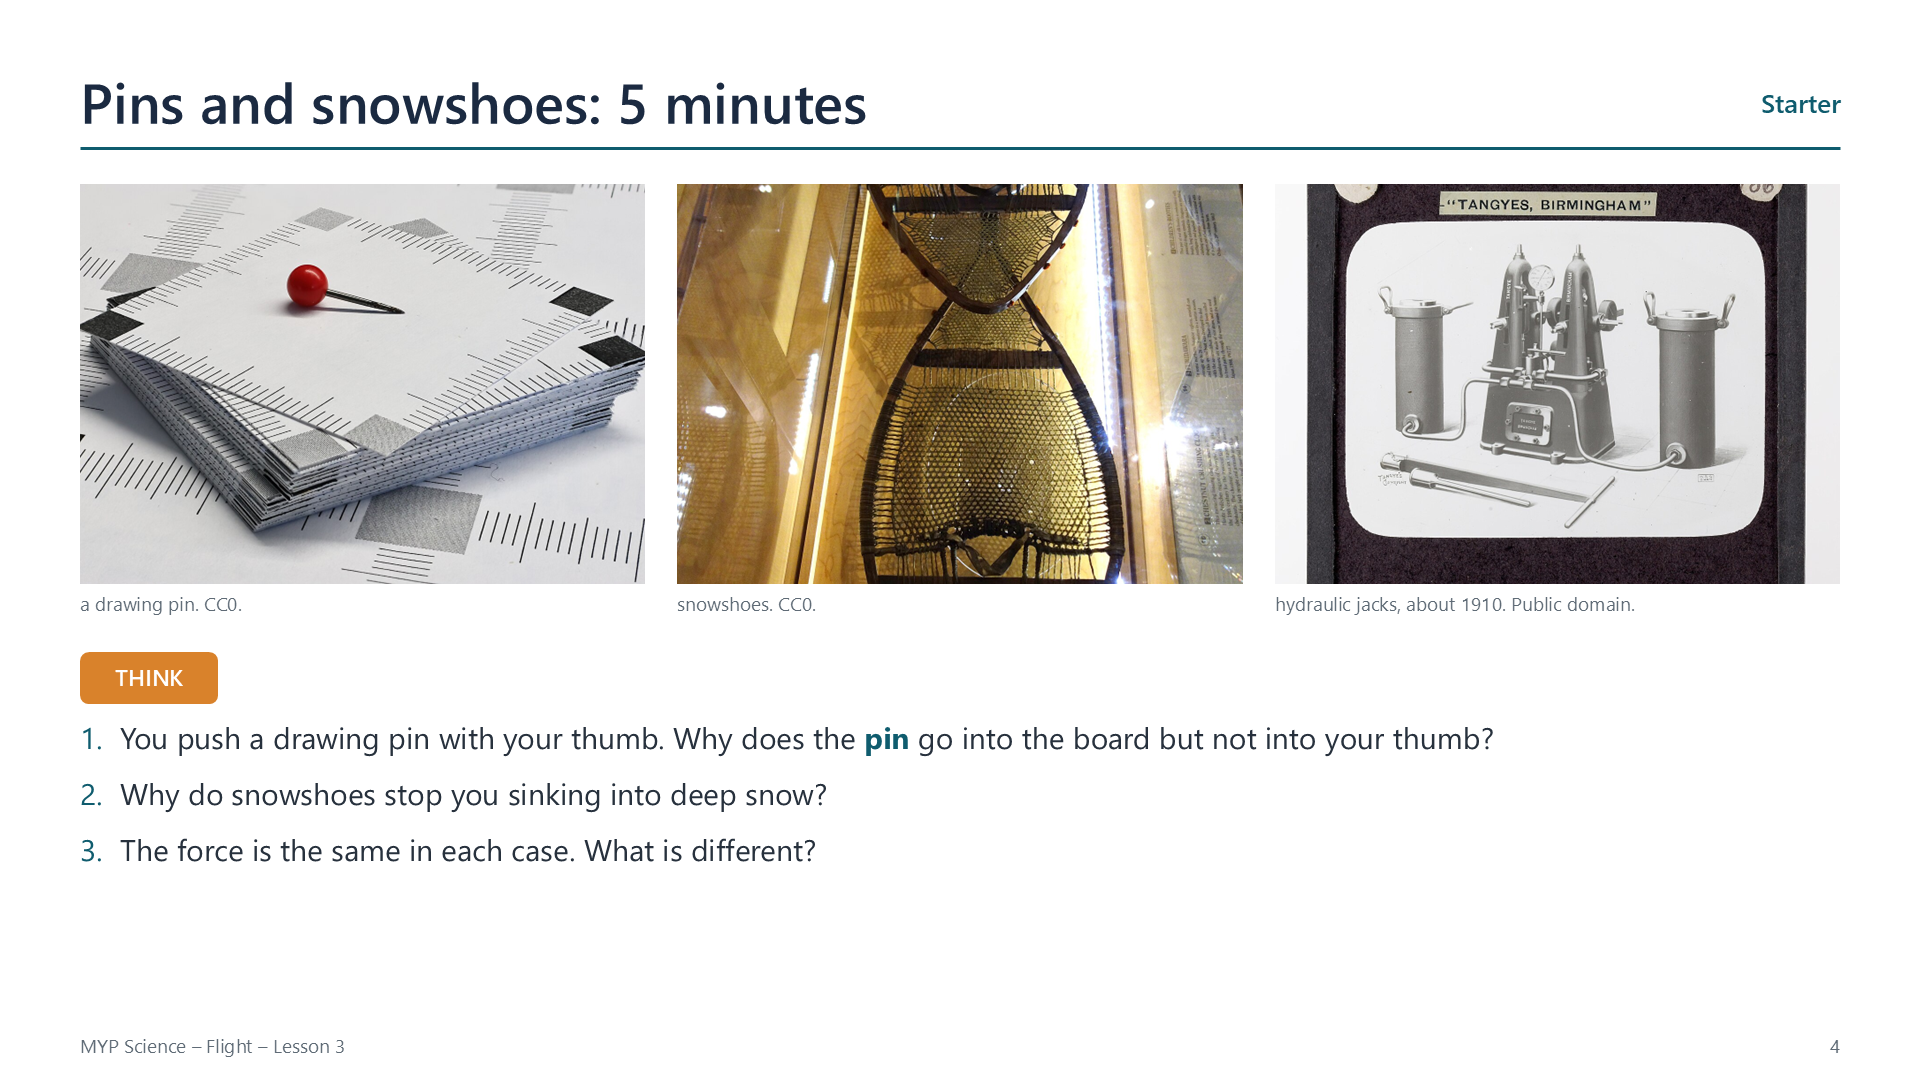 Pins and snowshoes: 5 minutes
Starter
"TANGYES, BIRMINGHAM"
a drawing pin. CC0.
snowshoes. CC0.
hydraulic jacks, about 1910. Public domain.
THINK
1. You push a drawing pin with your thumb. Why does the pin go into the board but not into your thumb?
2. Why do snowshoes stop you sinking into deep snow?
3. The force is the same in each case. What is different?
MYP Science – Flight – Lesson 3
4